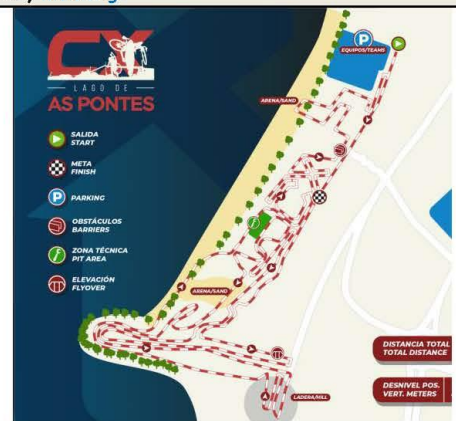 CX
LAGO DE
AS PONTES
SALIDA
START
META
FINISH
P
PARKING
OBSTÁCULOS
BARRIERS
ZONA TÉCNICA
PIT AREA
ELEVACIÓN
FLYOVER
P
EQUIPOS/TEAMS
ARENA/SAND
ARENA/SAND
LADERA/HILL
DISTANCIA TOTAL
TOTAL DISTANCE
DESNIVEL POS.
VERT. METERS